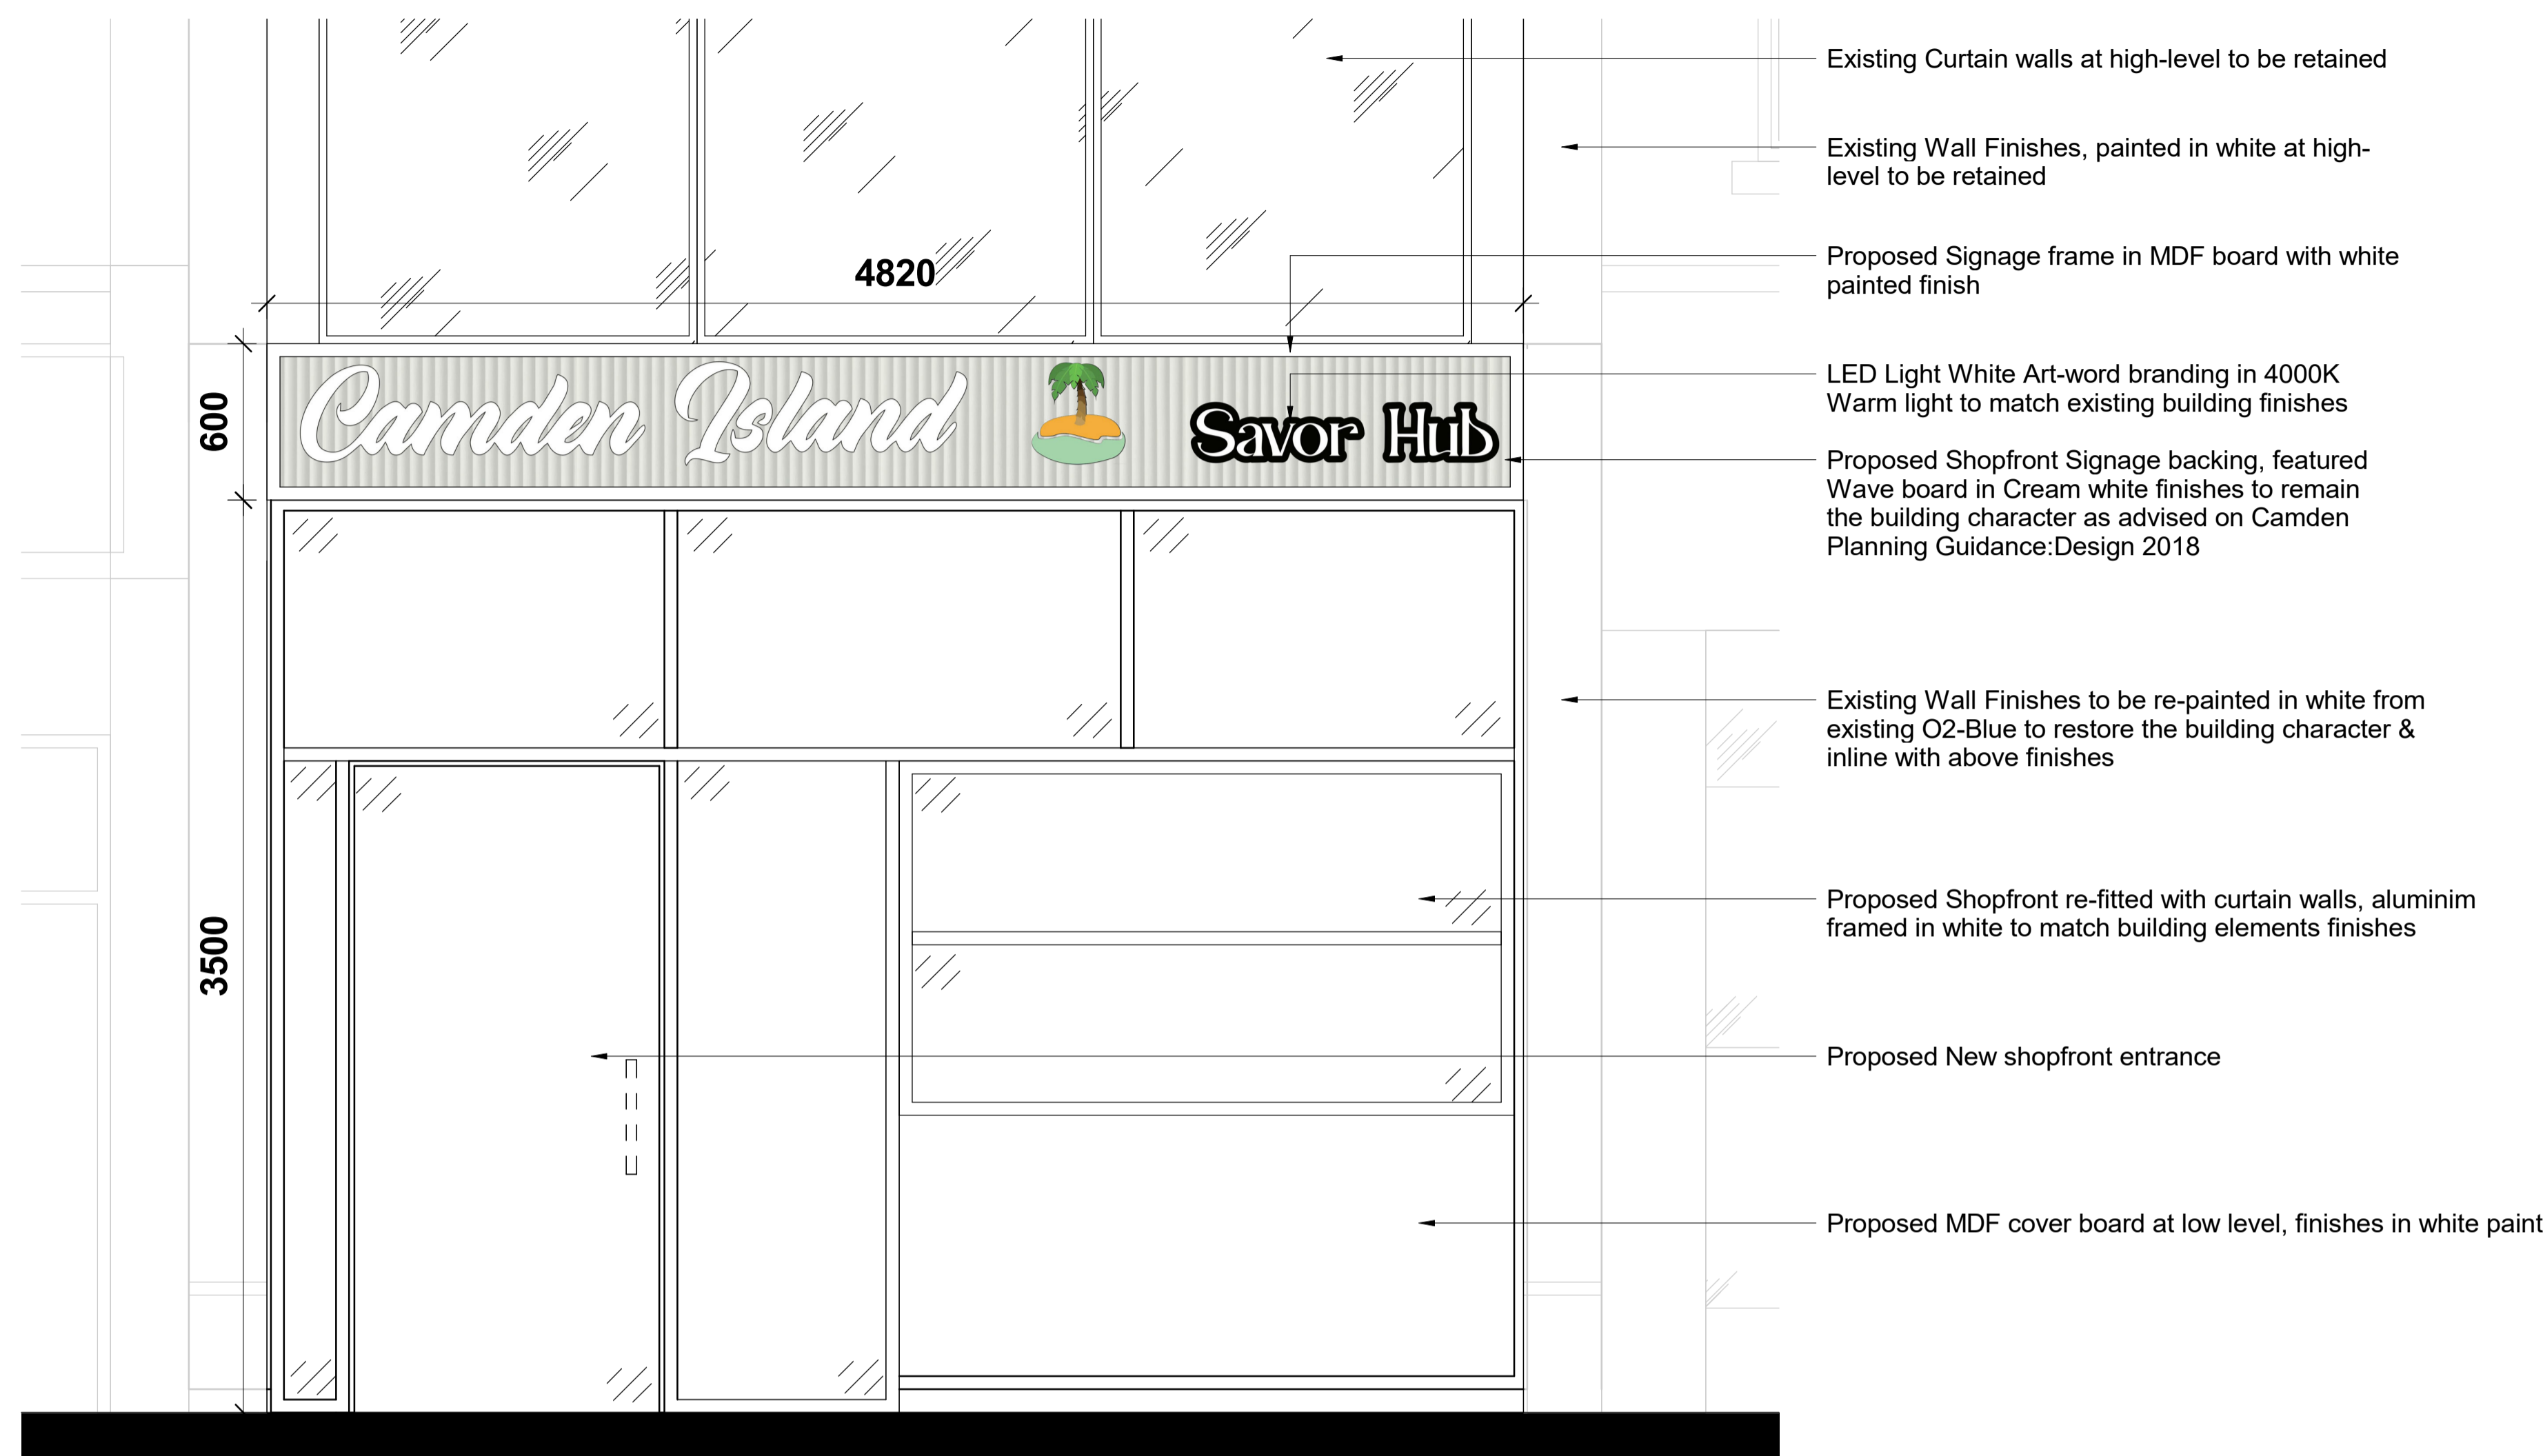 Existing Curtain walls at high-level to be retained
Existing Wall Finishes, painted in white at high-
level to be retained
4820
Proposed Signage frame in MDF board with white
painted finish
600
Camden Island
Savor Hub
LED Light White Art-word branding in 4000K
Warm light to match existing building finishes
Proposed Shopfront Signage backing, featured
Wave board in Cream white finishes to remain
the building character as advised on Camden
Planning Guidance:Design 2018
Existing Wall Finishes to be re-painted in white from
existing O2-Blue to restore the building character &
inline with above finishes
3500
Proposed Shopfront re-fitted with curtain walls, aluminim
framed in white to match building elements finishes
Proposed New shopfront entrance
Proposed MDF cover board at low level, finishes in white paint